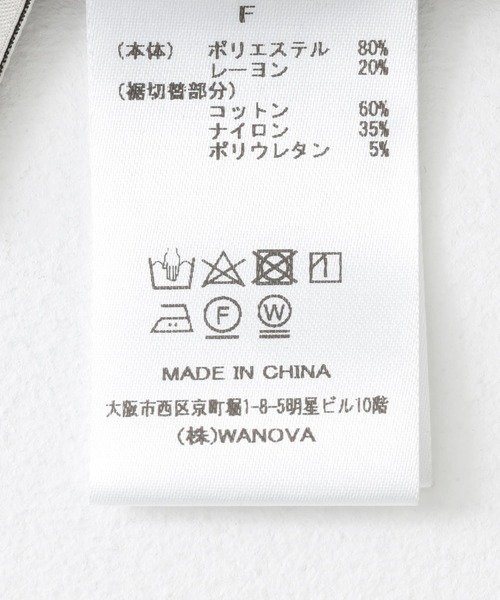 F
(本体) ポリエステル 80%
レーヨン 20%
(裾切替部分)
コットン 60%
ナイロン 35%
ポリウレタン 5%
F W
MADE IN CHINA
大阪市西区京町堀1-8-5明星ビル10階
(株)WANOVA